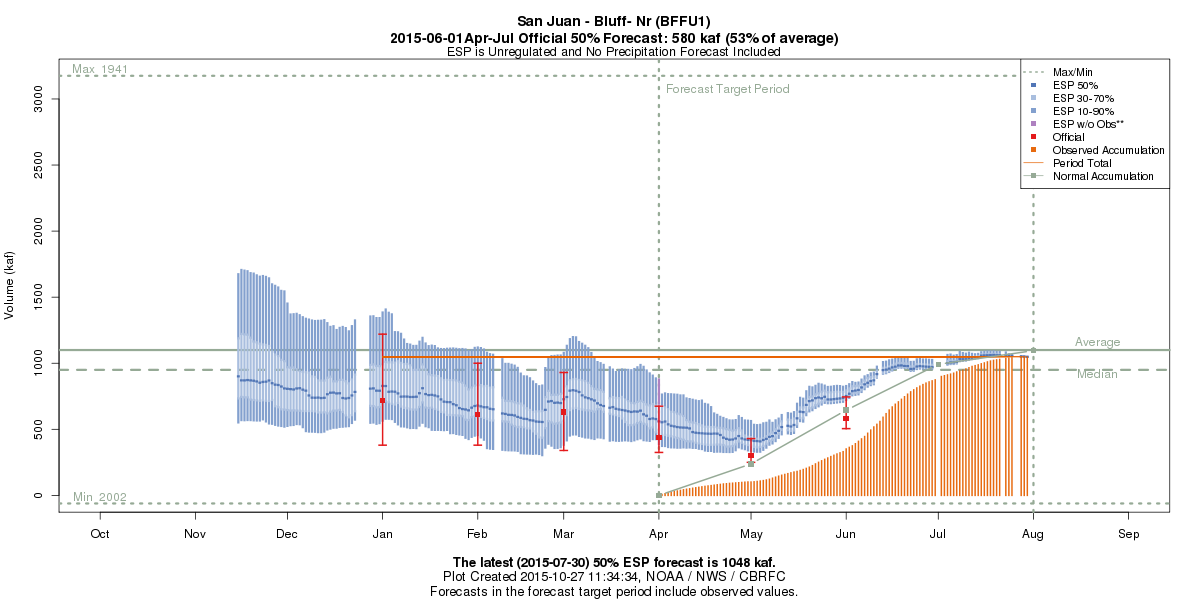 San Juan - Bluff- Nr (BFFU1)
2015-06-01Apr-Jul Official 50% Forecast: 580 kaf (53% of average)
ESP is Unregulated and No Precipitation Forecast Included
Max 1941
Forecast Target Period
Max/Min
ESP 50%
ESP 30-70%
ESP 10-90%
ESP w/o Obs**
Official
Observed Accumulation
Period Total
Normal Accumulation
Volume (kaf)
3000
2500
2000
1500
1000
500
0
Average
Median
Min 2002
Oct Nov Dec Jan Feb Mar Apr May Jun Jul Aug Sep
The latest (2015-07-30) 50% ESP forecast is 1048 kaf.
Plot Created 2015-10-27 11:34:34, NOAA / NWS / CBRFC
Forecasts in the forecast target period include observed values.